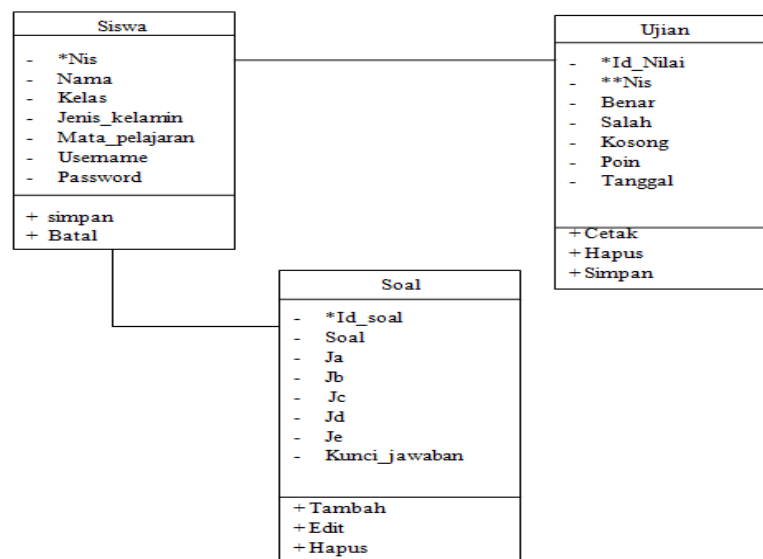 Siswa
- *Nis
- Nama
- Kelas
- Jenis_kelamin
- Mata_pelajaran
- Username
- Password
+ simpan
+ Batal
Ujian
- *Id_Nilai
- **Nis
- Benar
- Salah
- Kosong
- Poin
- Tanggal
+Cetak
+Hapus
+Simpan
Soal
- *Id_soal
- Soal
- Ja
- Jb
- Jc
- Jd
- Je
- Kunci_jawaban
+Tambah
+Edit
+Hapus